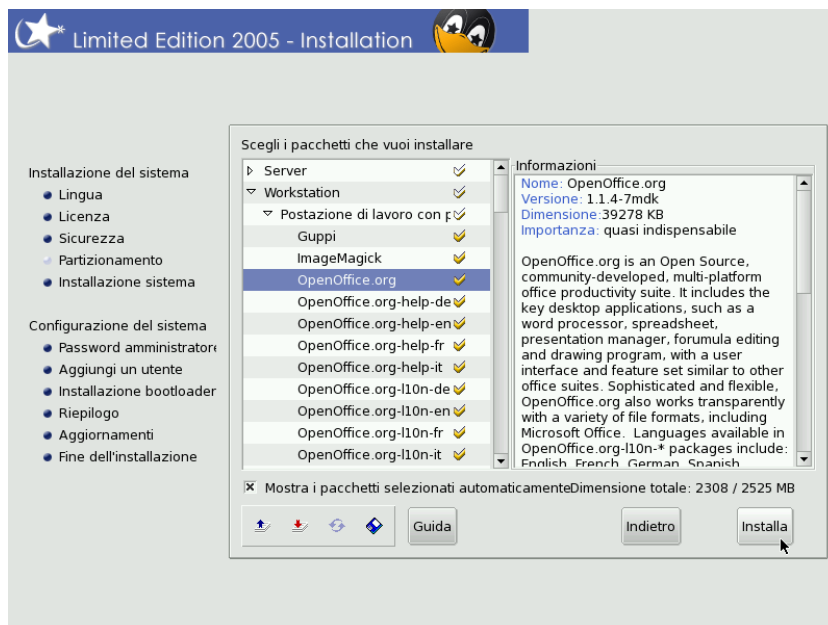 Limited Edition 2005 - Installation
Installazione del sistema
Lingua
Licenza
Sicurezza
Partizionamento
Installazione sistema
Configurazione del sistema
Password amministratore
Aggiungi un utente
Installazione bootloader
Riepilogo
Aggiornamenti
Fine dell'installazione
Scegli i pacchetti che vuoi installare
Server
Workstation
Postazione di lavoro con p
Guppi
ImageMagick
OpenOffice.org
OpenOffice.org-help-de
OpenOffice.org-help-en
OpenOffice.org-help-fr
OpenOffice.org-help-it
OpenOffice.org-l10n-de
OpenOffice.org-l10n-en
OpenOffice.org-l10n-fr
OpenOffice.org-l10n-it
Informazioni
Nome: OpenOffice.org
Versione: 1.1.4-7mdk
Dimensione:39278 KB
Importanza: quasi indispensabile
OpenOffice.org is an Open Source,
community-developed, multi-platform
office productivity suite. It includes the
key desktop applications, such as a
word processor, spreadsheet,
presentation manager, forumula editing
and drawing program, with a user
interface and feature set similar to other
office suites. Sophisticated and flexible,
OpenOffice.org also works transparently
with a variety of file formats, including
Microsoft Office. Languages available in
OpenOffice.org-l10n-* packages include:
English, French, German, Spanish,
Mostra i pacchetti selezionati automaticamente
Dimensione totale: 2308 / 2525 MB
Guida
Indietro
Installa